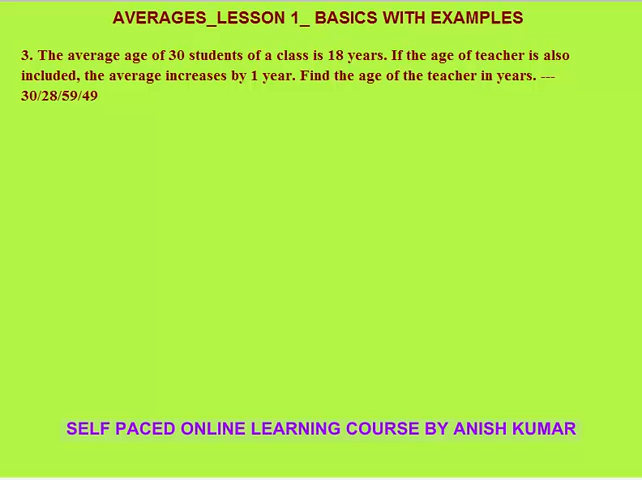 AVERAGES_LESSON 1_ BASICS WITH EXAMPLES
3. The average age of 30 students of a class is 18 years. If the age of teacher is also
included, the average increases by 1 year. Find the age of the teacher in years. ---
30/28/59/49
SELF PACED ONLINE LEARNING COURSE BY ANISH KUMAR